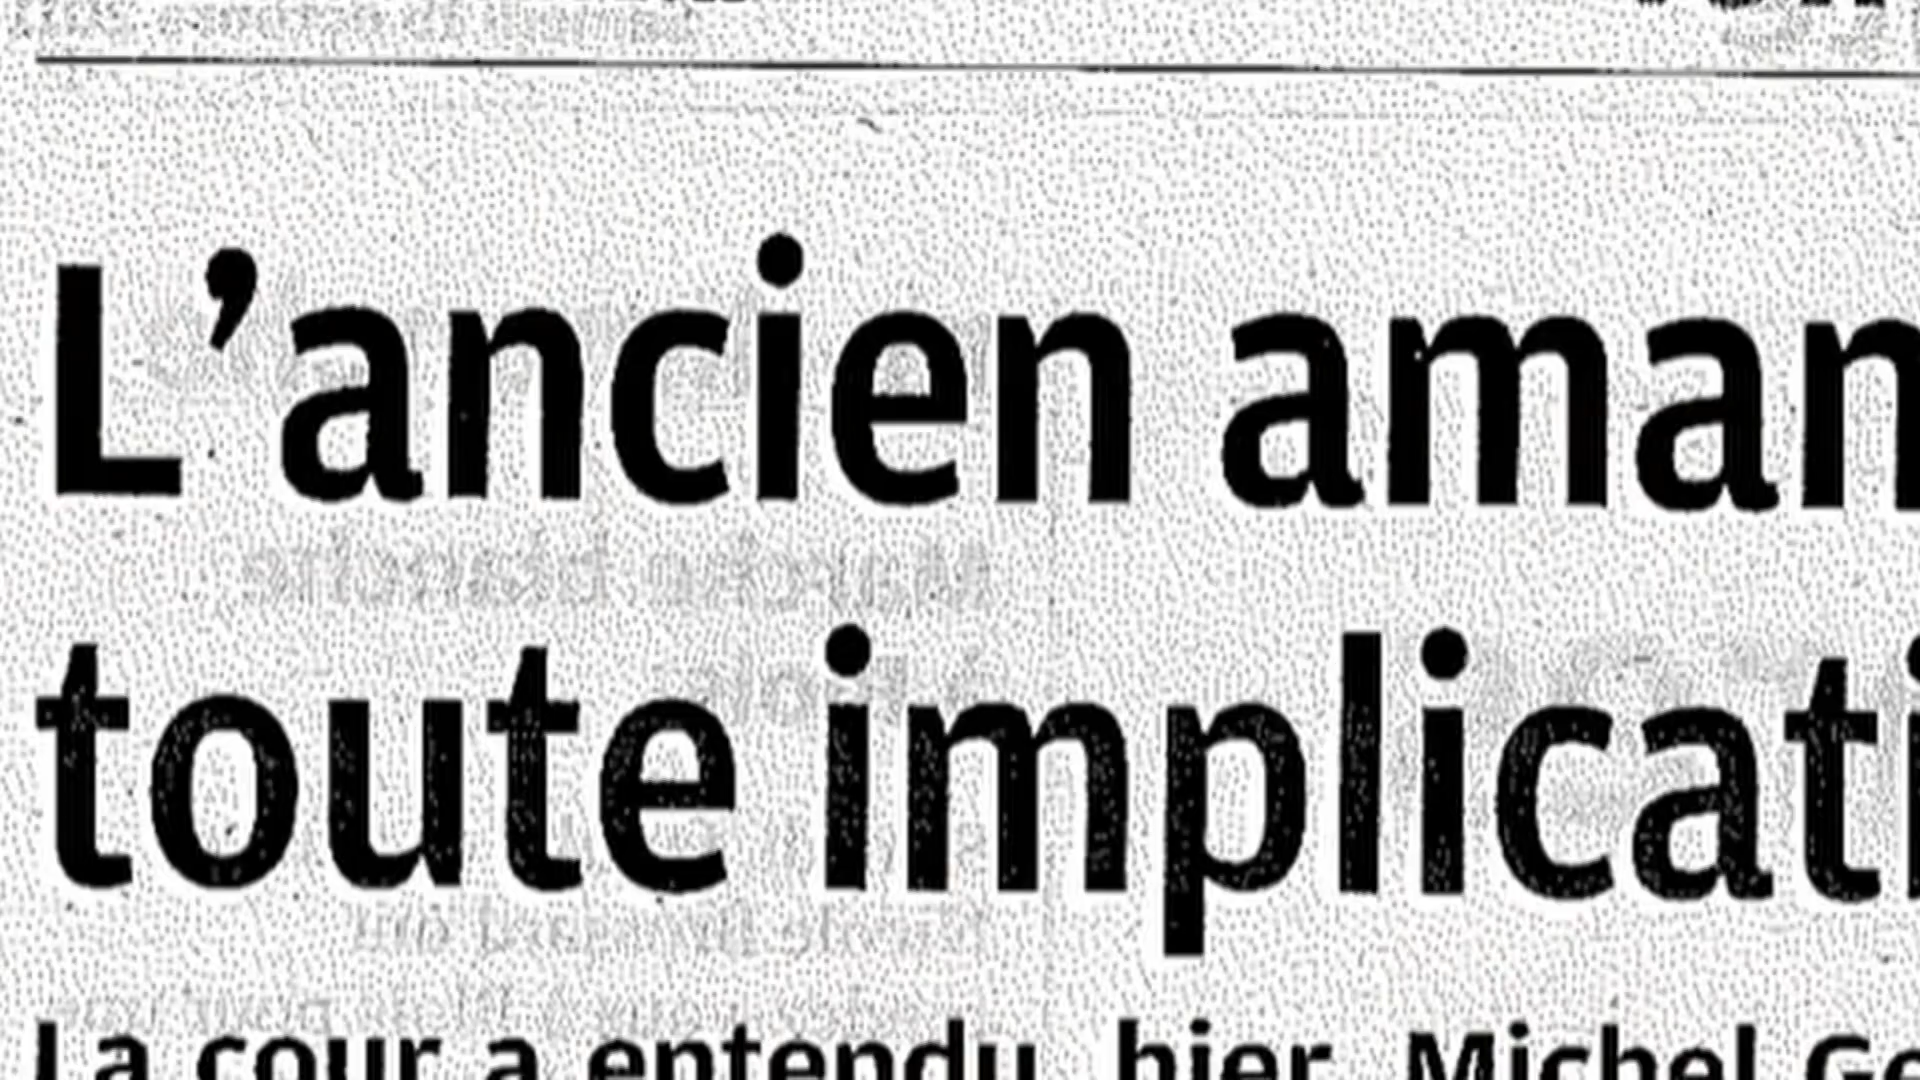 L'ancien aman
toute implicati
La cour a entendu, hier, Michel Ge